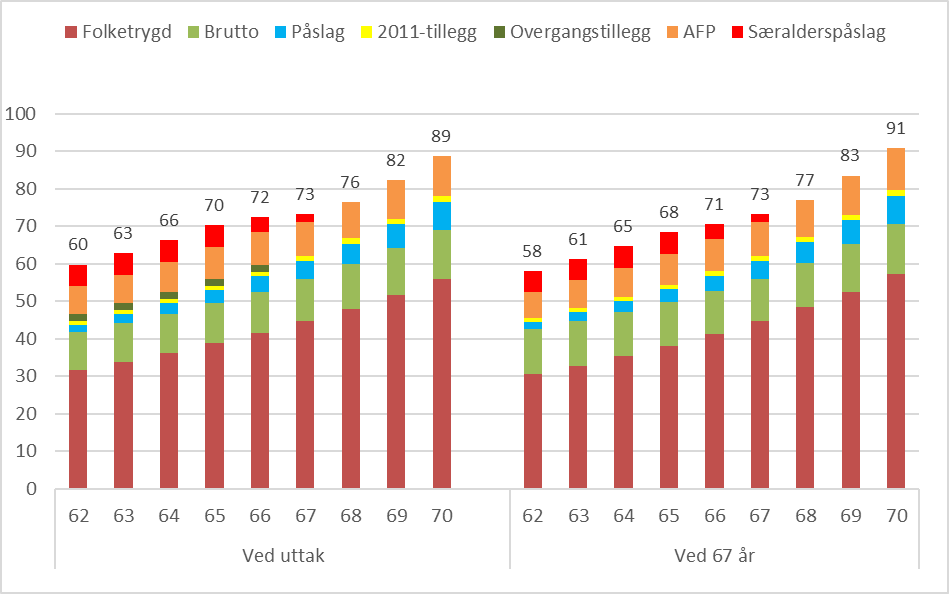 Folketrygd Brutto Påslag 2011-tillegg Overgangstillegg AFP Særalderspåslag
100
90
80
70
60
50
40
30
20
10
0
60 63 66 70 72 73 76 82 89 58 61 65 68 71 73 77 83 91
62 63 64 65 66 67 68 69 70 62 63 64 65 66 67 68 69 70
Ved uttak Ved 67 år